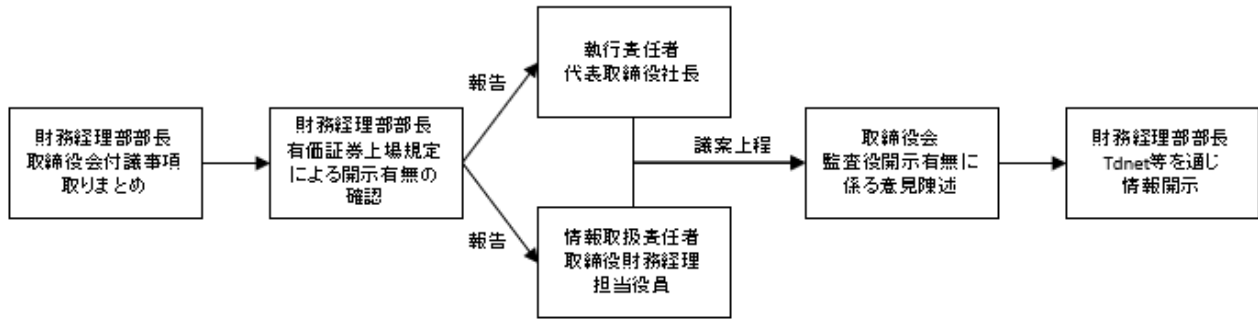 財務経理部部長
取締役会付議事項
取りまとめ
財務経理部部長
有価証券上場規定
による開示有無の
確認
報告
報告
執行責任者
代表取締役社長
情報取扱責任者
取締役財務経理
担当役員
議案上程
取締役会
監査役開示有無に
係る意見陳述
財務経理部部長
Tdnet等を通じ
情報開示